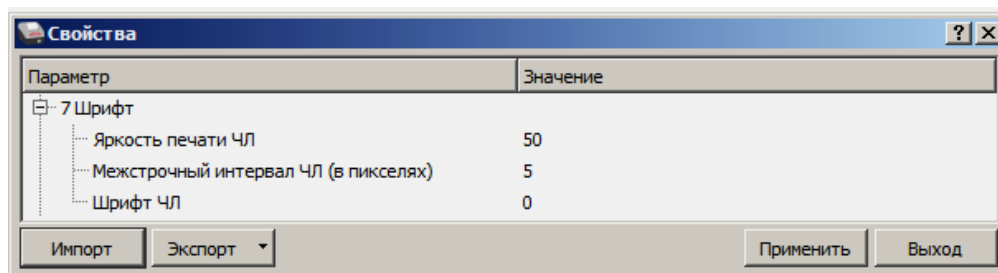 Свойства
Параметр Значение
7 Шрифт
Яркость печати ЧЛ 50
Межстрочный интервал ЧЛ (в пикселях) 5
Шрифт ЧЛ 0
Импорт Экспорт Применить Выход